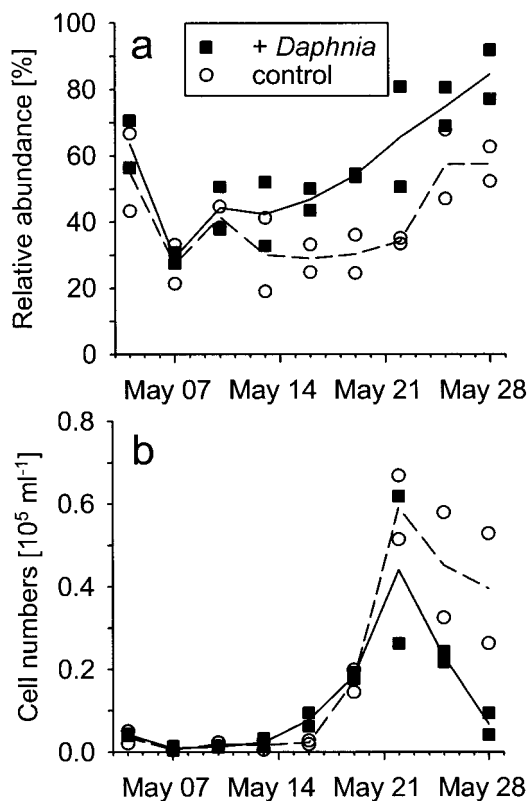 a
+ Daphnia
control
Relative abundance [%]
100
80
60
40
20
0
May 07 May 14 May 21 May 28
b
Cell numbers [10⁵ ml⁻¹]
0.8
0.6
0.4
0.2
0.0
May 07 May 14 May 21 May 28